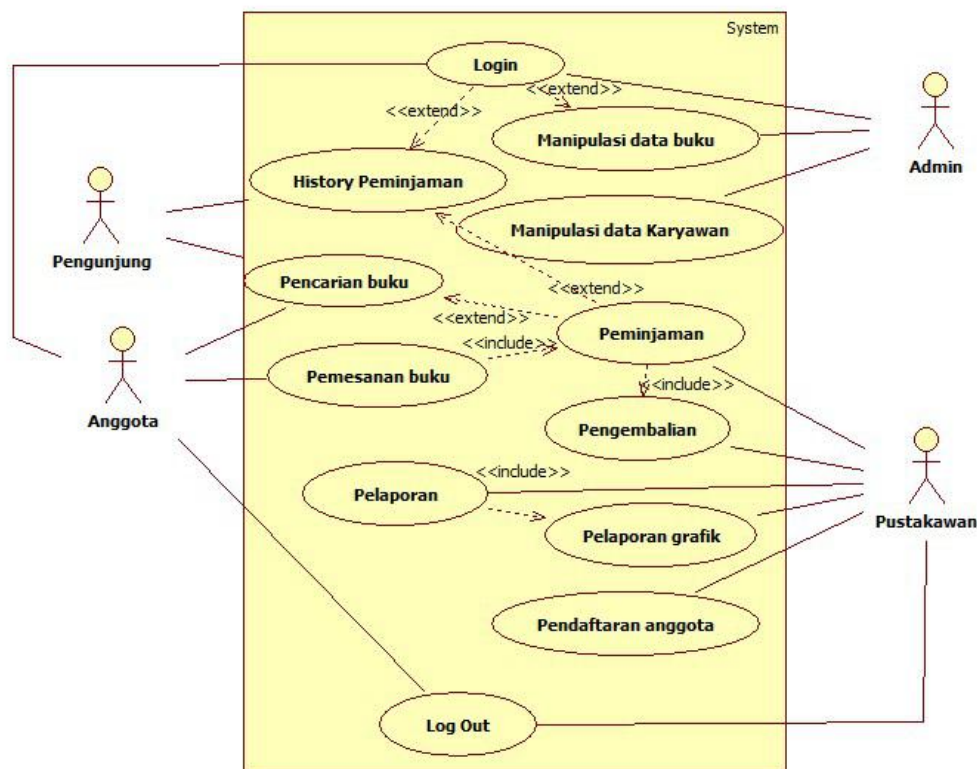 System
Login
<<extend>>
<<extend>>
Manipulasi data buku
Admin
History Peminjaman
Manipulasi data Karyawan
Pengunjung
Pencarian buku
<<extend>>
<<extend>>
Peminjaman
<<include>>
Pemesanan buku
Anggota
<<include>>
Pengembalian
<<include>>
Pelaporan
Pustakawan
Pelaporan grafik
Pendaftaran anggota
Log Out